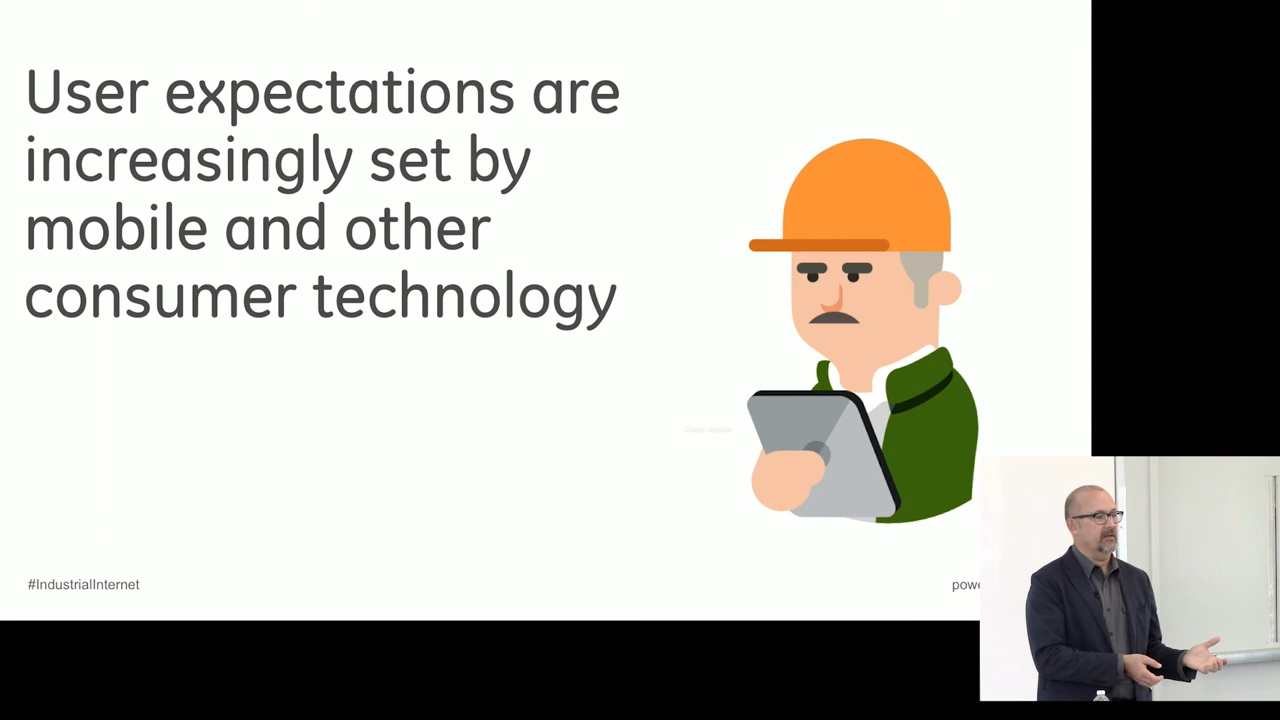 User expectations are
increasingly set by
mobile and other
consumer technology
#IndustrialInternet